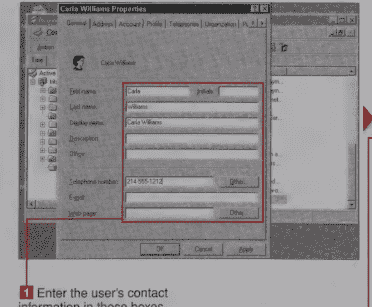 Carla Williams Properties
General Address Account Profile Telephones Organization
Action
Tree
Carla Williams
First name: Carla Initials:
Last name: Williams
Display name: Carla Williams
Description:
Office:
Telephone number: 214-555-1212 Other...
E-mail:
Web page: Other...
OK Cancel Apply
1 Enter the user's contact
information in these boxes